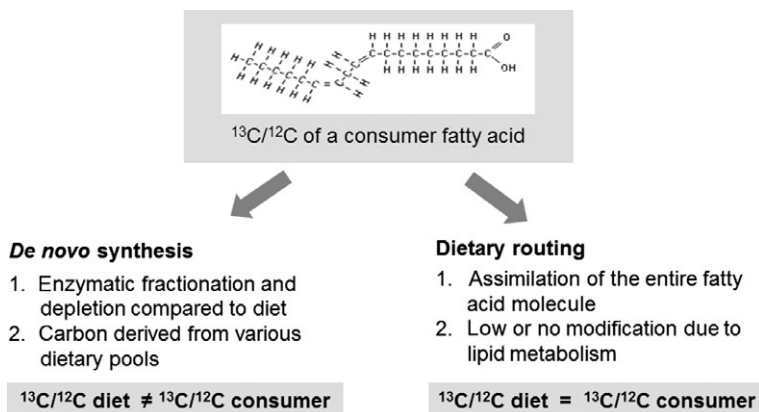 ¹³C/¹²C of a consumer fatty acid
De novo synthesis
1. Enzymatic fractionation and
depletion compared to diet
2. Carbon derived from various
dietary pools
¹³C/¹²C diet ≠ ¹³C/¹²C consumer
Dietary routing
1. Assimilation of the entire fatty
acid molecule
2. Low or no modification due to
lipid metabolism
¹³C/¹²C diet = ¹³C/¹²C consumer